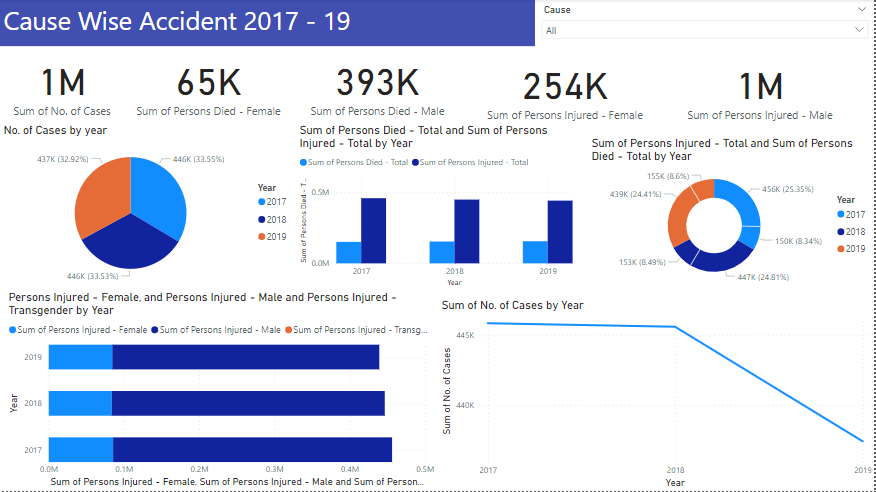 Cause Wise Accident 2017 - 19
Cause
All
1M
Sum of No. of Cases
65K
Sum of Persons Died - Female
393K
Sum of Persons Died - Male
254K
Sum of Persons Injured - Female
1M
Sum of Persons Injured - Male
No. of Cases by year
437K (32.92%)
446K (33.55%)
446K (33.53%)
Year
2017
2018
2019
Sum of Persons Died - Total and Sum of Persons
Injured - Total by Year
Sum of Persons Died - Total
Sum of Persons Injured - Total
Sum of Persons Died - T...
0.5M
0.0M
2017
2018
2019
Year
Sum of Persons Injured - Total and Sum of Persons
Died - Total by Year
155K (8.6%)
439K (24.41%)
456K (25.35%)
150K (8.34%)
153K (8.49%)
447K (24.81%)
Year
2017
2018
2019
Persons Injured - Female, and Persons Injured - Male and Persons Injured -
Transgender by Year
Sum of Persons Injured - Female
Sum of Persons Injured - Male
Sum of Persons Injured - Transg...
Year
2019
2018
2017
0.0M
0.1M
0.2M
0.3M
0.4M
0.5M
Sum of Persons Injured - Female, Sum of Persons Injured - Male and Sum of Person...
Sum of No. of Cases by Year
Sum of No. of Cases
445K
440K
2017
2018
2019
Year